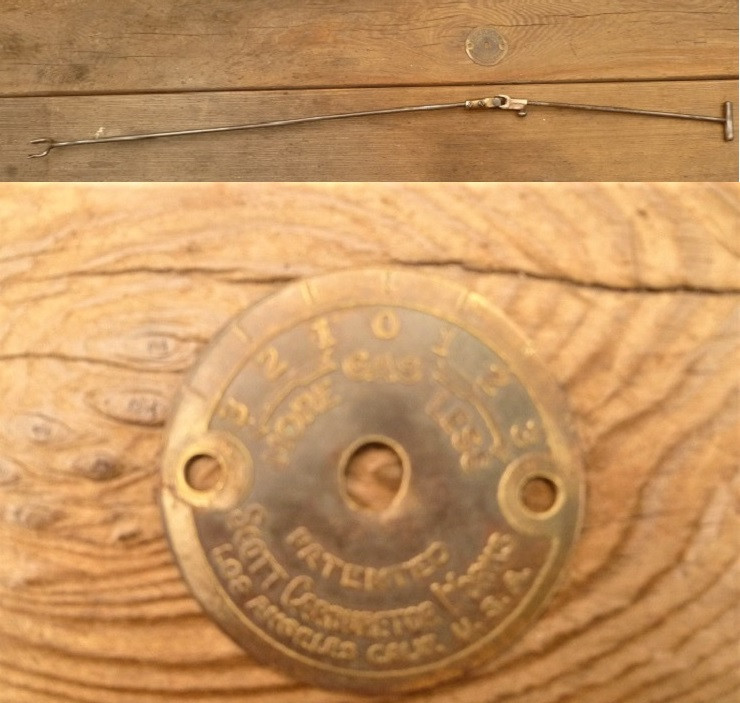 3 2 1 0 1 2 3
MORE GAS LESS
PATENTED
SCOTT CARBURETOR WORKS
LOS ANGELES CALIF. U.S.A.